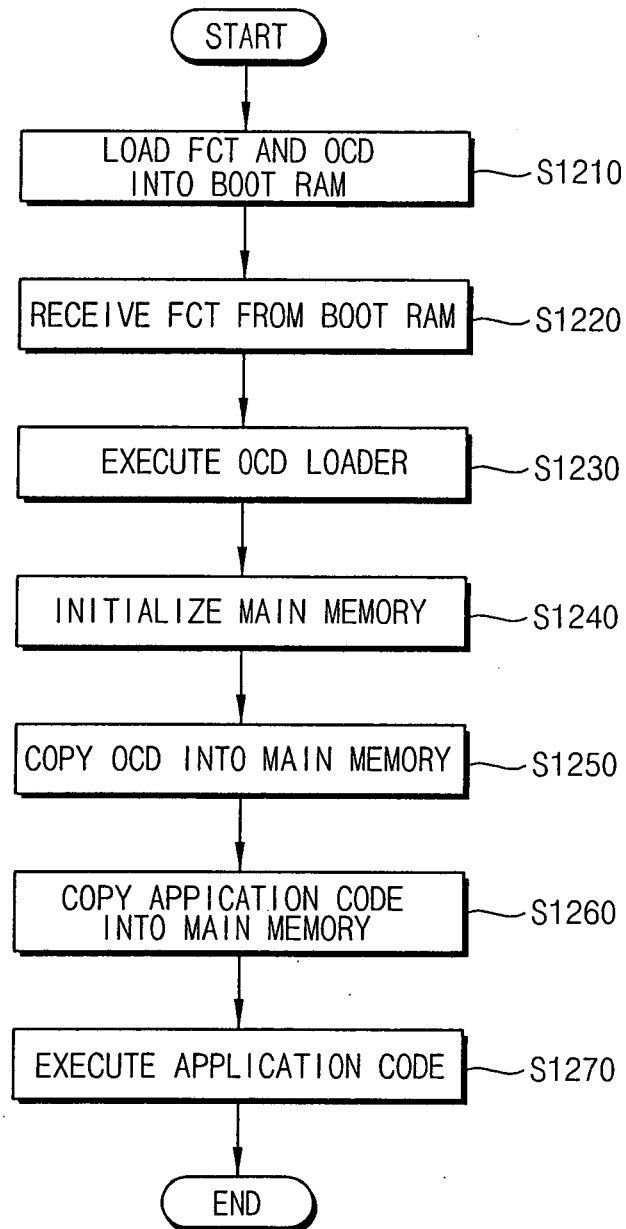 START
LOAD FCT AND OCD
INTO BOOT RAM
S1210
RECEIVE FCT FROM BOOT RAM
S1220
EXECUTE OCD LOADER
S1230
INITIALIZE MAIN MEMORY
S1240
COPY OCD INTO MAIN MEMORY
S1250
COPY APPICATION CODE
INTO MAIN MEMORY
S1260
EXECUTE APPLICATION CODE
S1270
END